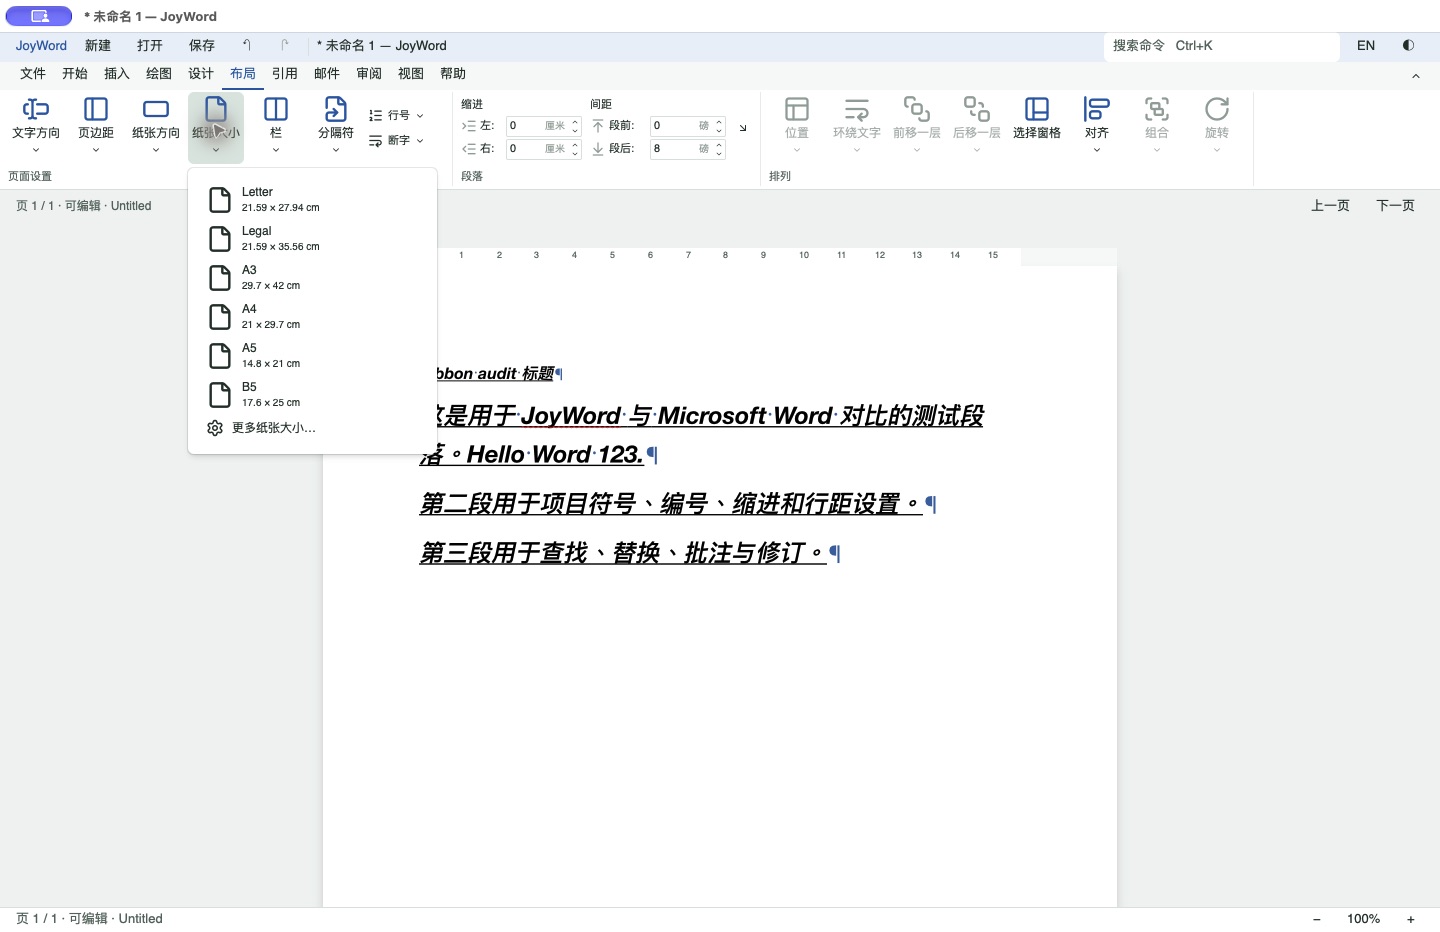 * 未命名 1 — JoyWord
JoyWord 新建 打开 保存 * 未命名 1 — JoyWord 搜索命令 Ctrl+K EN
文件 开始 插入 绘图 设计 布局 引用 邮件 审阅 视图 帮助
文字方向 页边距 纸张方向 纸张大小 栏 分隔符
行号
断字
页面设置
缩进 间距
左: 0 厘米 段前: 0 磅
右: 0 厘米 段后: 8 磅
段落
位置 环绕文字 前移一层 后移一层 选择窗格 对齐 组合 旋转
排列
页 1 / 1 · 可编辑 · Untitled 上一页 下一页
Letter
21.59 × 27.94 cm
Legal
21.59 × 35.56 cm
A3
29.7 × 42 cm
A4
21 × 29.7 cm
A5
14.8 × 21 cm
B5
17.6 × 25 cm
更多纸张大小...
1 2 3 4 5 6 7 8 9 10 11 12 13 14 15
bbon·audit·标题¶
这是用于·JoyWord·与·Microsoft·Word·对比的测试段
落。Hello·Word·123.¶
第二段用于项目符号、编号、缩进和行距设置。¶
第三段用于查找、替换、批注与修订。¶
页 1 / 1 · 可编辑 · Untitled − 100% +